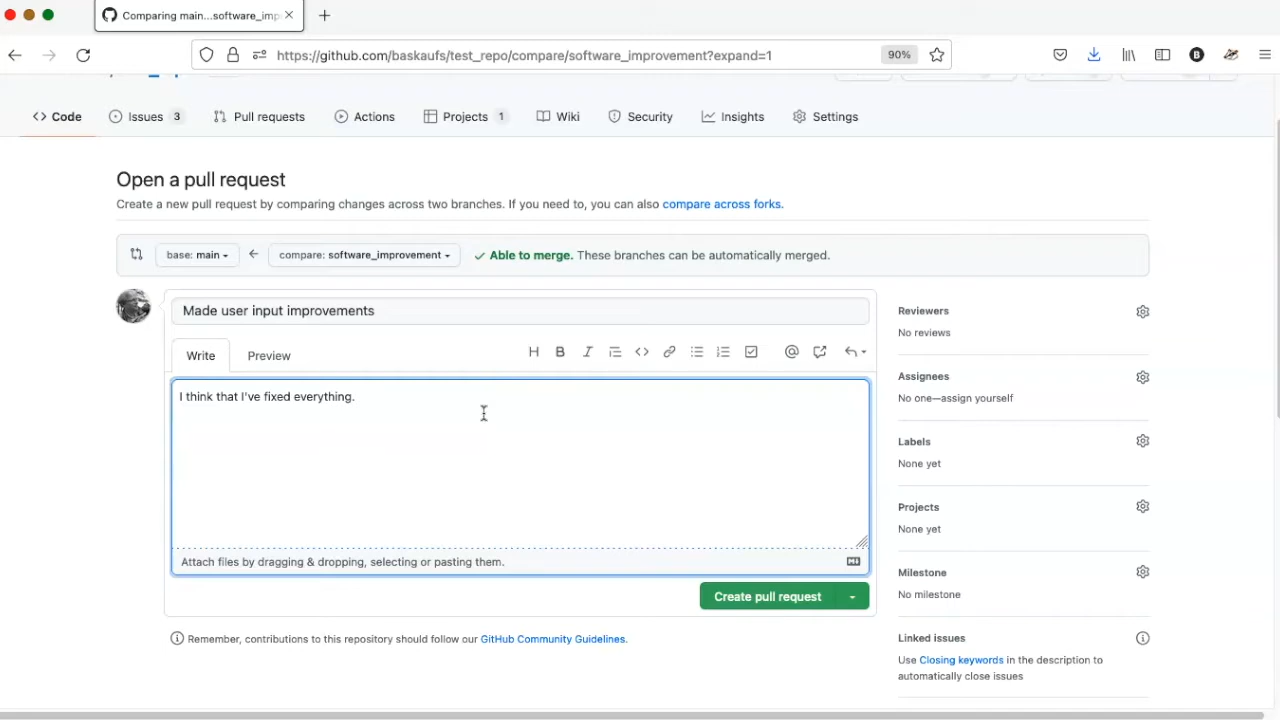 Comparing main...software_imp
https://github.com/baskaufs/test_repo/compare/software_improvement?expand=1
90%
B
Code
Issues 3
Pull requests
Actions
Projects 1
Wiki
Security
Insights
Settings
Open a pull request
Create a new pull request by comparing changes across two branches. If you need to, you can also compare across forks.
base: main
compare: software_improvement
Able to merge. These branches can be automatically merged.
Made user input improvements
Write
Preview
H B I
I think that I've fixed everything.
Attach files by dragging & dropping, selecting or pasting them.
Create pull request
Remember, contributions to this repository should follow our GitHub Community Guidelines.
Reviewers
No reviews
Assignees
No one—assign yourself
Labels
None yet
Projects
None yet
Milestone
No milestone
Linked issues
Use Closing keywords in the description to
automatically close issues